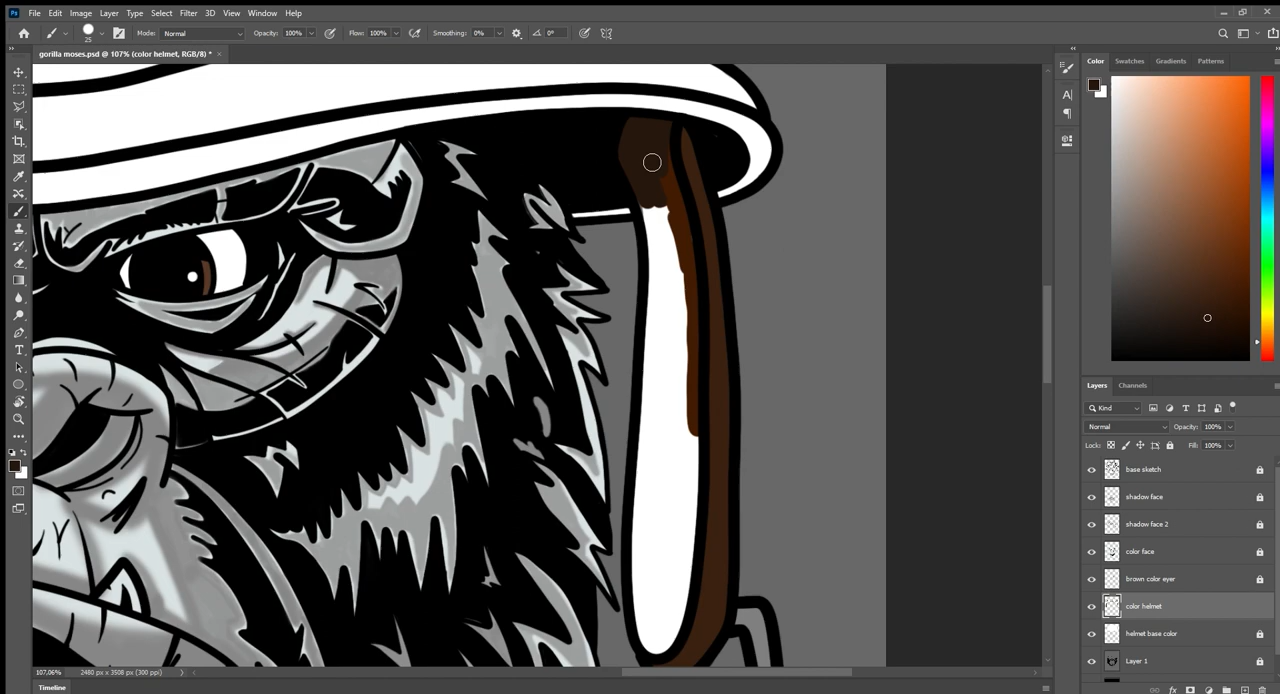 Ps File Edit Image Layer Type Select Filter 3D View Window Help
25 Mode: Normal Opacity: 100% Flow: 100% Smoothing: 0% 0°
gorilla moses.psd @ 107% (color helmet, RGB/8) *
Color Swatches Gradients Patterns
Layers Channels
Kind
Normal Opacity: 100%
Lock: Fill: 100%
base sketch
shadow face
shadow face 2
color face
brown color eyer
color helmet
helmet base color
Layer 1
107,06% 2480 px x 3508 px (300 ppi)
Timeline